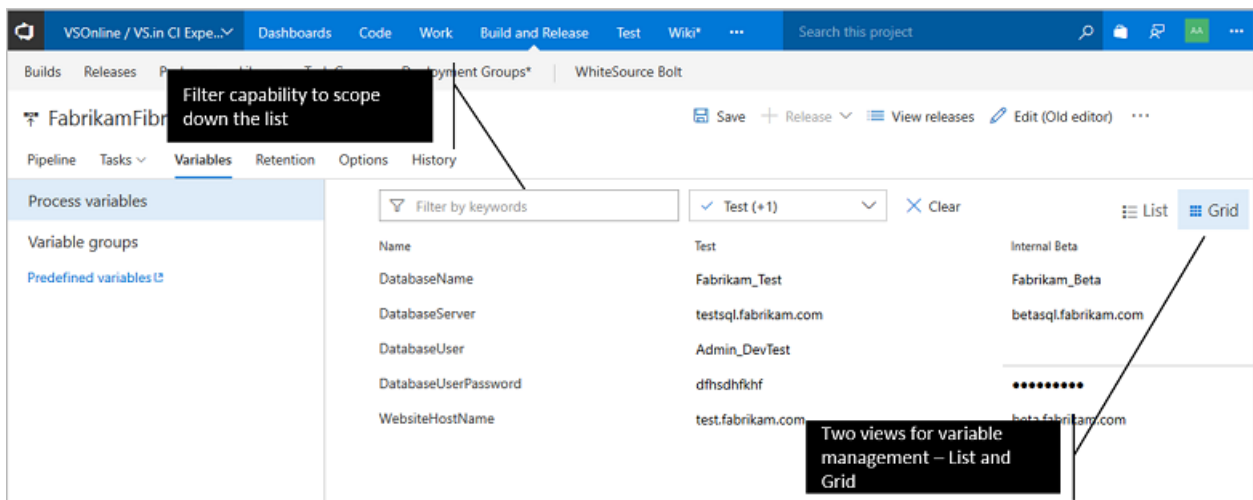 VSOnline / VS.in CI Expe... Dashboards Code Work Build and Release Test Wiki* ... Search this project AA ...
Builds Releases Deployment Groups* WhiteSource Bolt
Filter capability to scope
down the list
FabrikamFibr
Save + Release View releases Edit (Old editor) ...
Pipeline Tasks Variables Retention Options History
Process variables
Variable groups
Predefined variables
Filter by keywords Test (+1) Clear List Grid
Name Test Internal Beta
DatabaseName Fabrikam_Test Fabrikam_Beta
DatabaseServer testsql.fabrikam.com betasql.fabrikam.com
DatabaseUser Admin_DevTest
DatabaseUserPassword dfhsdhfkhf •••••••••
WebsiteHostName test.fabrikam.com beta.fabrikam.com
Two views for variable
management – List and
Grid